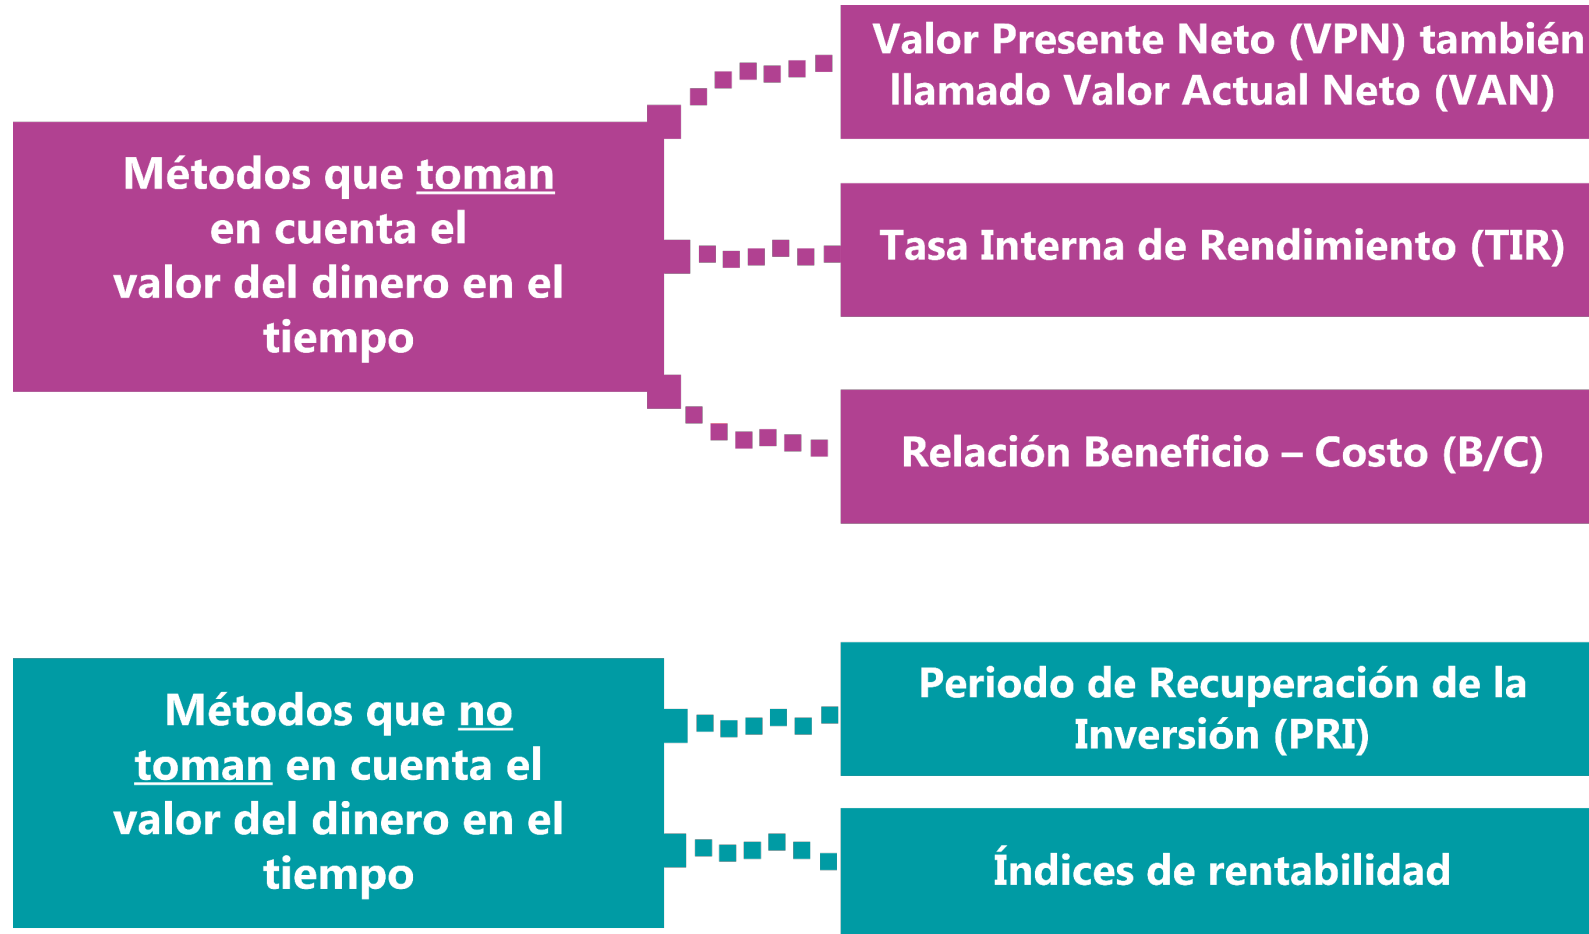 Valor Presente Neto (VPN) también
llamado Valor Actual Neto (VAN)
Métodos que toman
en cuenta el
valor del dinero en el
tiempo
Tasa Interna de Rendimiento (TIR)
Relación Beneficio – Costo (B/C)
Métodos que no
toman en cuenta el
valor del dinero en el
tiempo
Periodo de Recuperación de la
Inversión (PRI)
Índices de rentabilidad